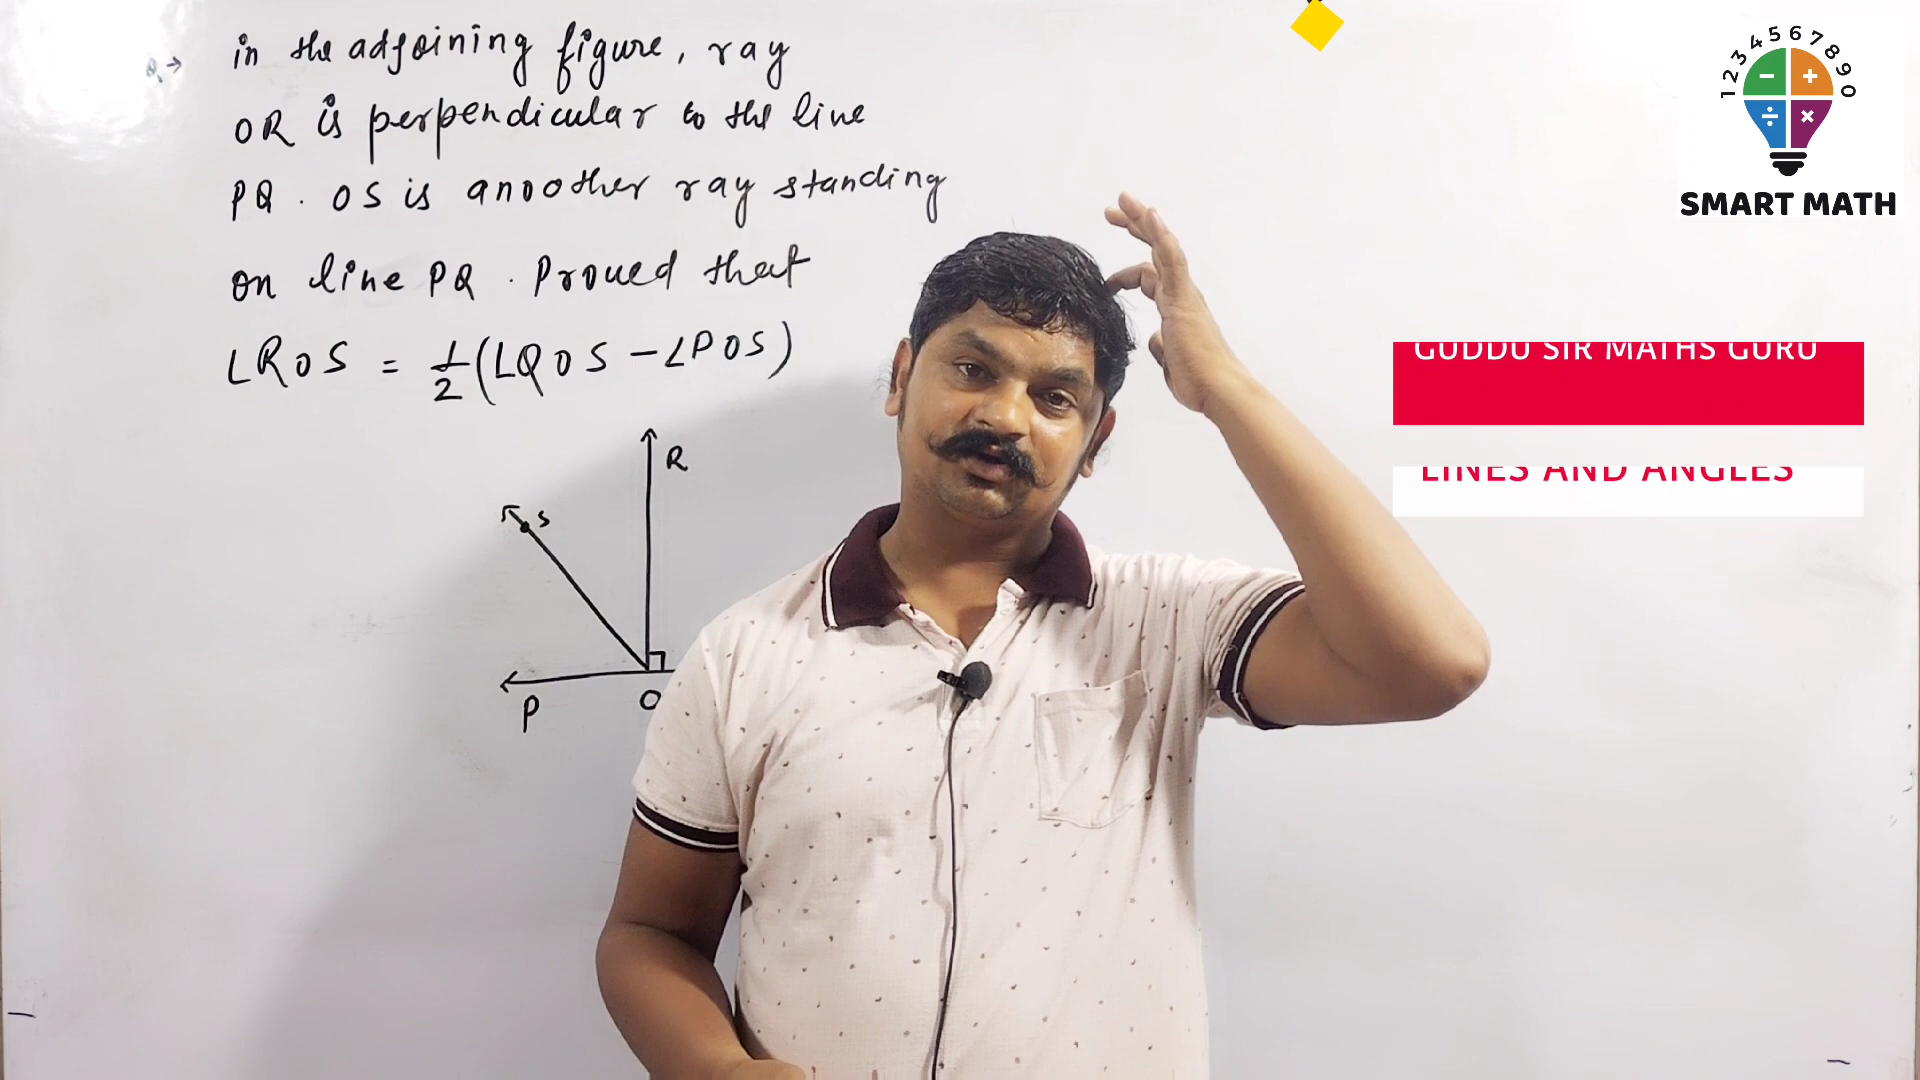 Q. → in the adjoining figure, ray
OR is perpendicular to the line
PQ . OS is anoother ray standing
on line PQ . Proved that
∠ROS = 1/2 (∠QOS - ∠POS)
R
S
P
O
1234567890
- +
÷ ×
SMART MATH
GUDDU SIR MATHS GURU
LINES AND ANGLES